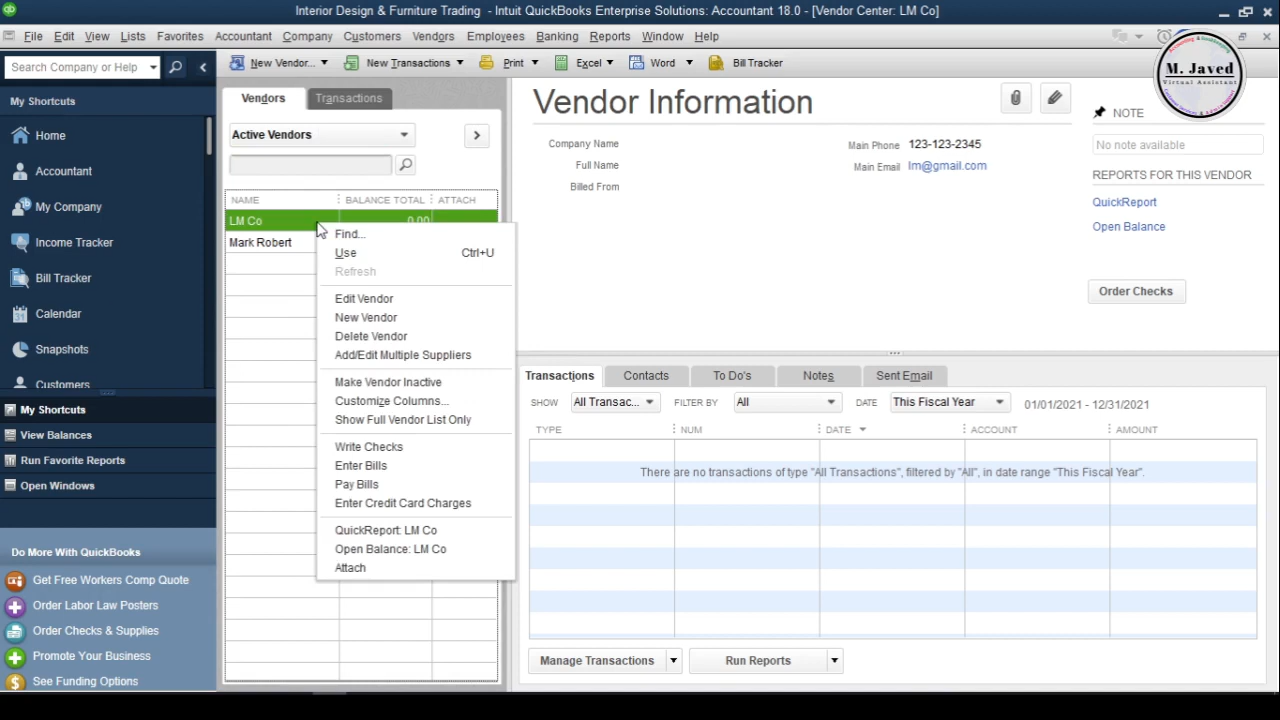 Interior Design & Furniture Trading - Intuit QuickBooks Enterprise Solutions: Accountant 18.0 - [Vendor Center: LM Co]
File Edit View Lists Favorites Accountant Company Customers Vendors Employees Banking Reports Window Help
Search Company or Help
New Vendor... New Transactions Print Excel Word Bill Tracker
M. Javed
Virtual Assistant
My Shortcuts
Home
Accountant
My Company
Income Tracker
Bill Tracker
Calendar
Snapshots
Customers
My Shortcuts
View Balances
Run Favorite Reports
Open Windows
Do More With QuickBooks
Get Free Workers Comp Quote
Order Labor Law Posters
Order Checks & Supplies
Promote Your Business
See Funding Options
Vendors Transactions
Active Vendors
NAME BALANCE TOTAL ATTACH
LM Co 0.00
Mark Robert
Find...
Use Ctrl+U
Refresh
Edit Vendor
New Vendor
Delete Vendor
Add/Edit Multiple Suppliers
Make Vendor Inactive
Customize Columns...
Show Full Vendor List Only
Write Checks
Enter Bills
Pay Bills
Enter Credit Card Charges
QuickReport: LM Co
Open Balance: LM Co
Attach
Vendor Information
Company Name
Full Name
Billed From
Main Phone 123-123-2345
Main Email lm@gmail.com
NOTE
No note available
REPORTS FOR THIS VENDOR
QuickReport
Open Balance
Order Checks
Transactions Contacts To Do's Notes Sent Email
SHOW All Transac... FILTER BY All DATE This Fiscal Year 01/01/2021 - 12/31/2021
TYPE NUM DATE ACCOUNT AMOUNT
There are no transactions of type "All Transactions", filtered by "All", in date range "This Fiscal Year".
Manage Transactions Run Reports